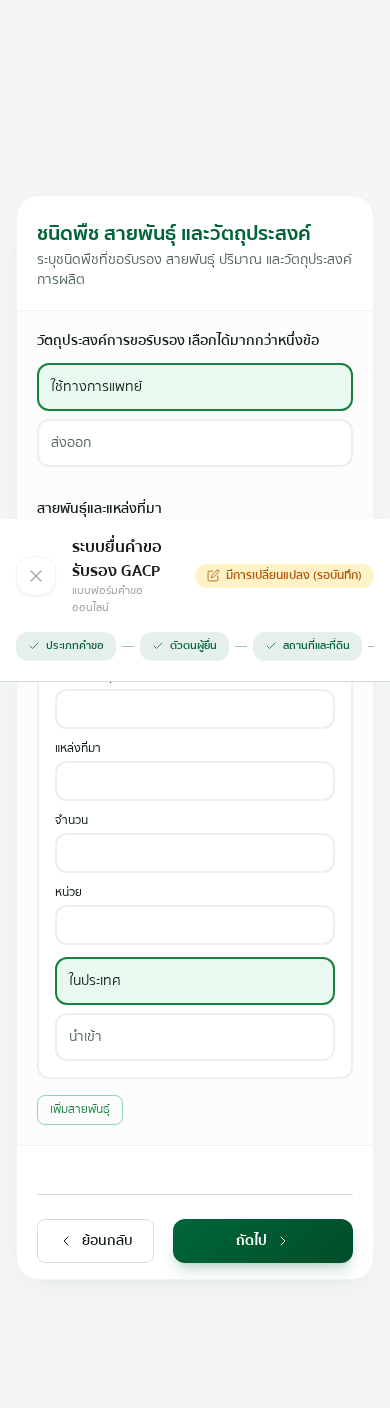 ชนิดพืช สายพันธุ์ และวัตถุประสงค์
ระบุชนิดพืชที่ขอรับรอง สายพันธุ์ ปริมาณ และวัตถุประสงค์
การผลิต
วัตถุประสงค์การขอรับรอง เลือกได้มากกว่าหนึ่งข้อ
ใช้ทางการแพทย์
ส่งออก
สายพันธุ์และแหล่งที่มา
ระบบยื่นคำขอ
รับรอง GACP
แบบฟอร์มคำขอ
ออนไลน์
มีการเปลี่ยนแปลง (รอบันทึก)
ประเภทคำขอ
ตัวตนผู้ยื่น
สถานที่และที่ดิน
แหล่งที่มา
จำนวน
หน่วย
ในประเทศ
นำเข้า
เพิ่มสายพันธุ์
ย้อนกลับ
ถัดไป